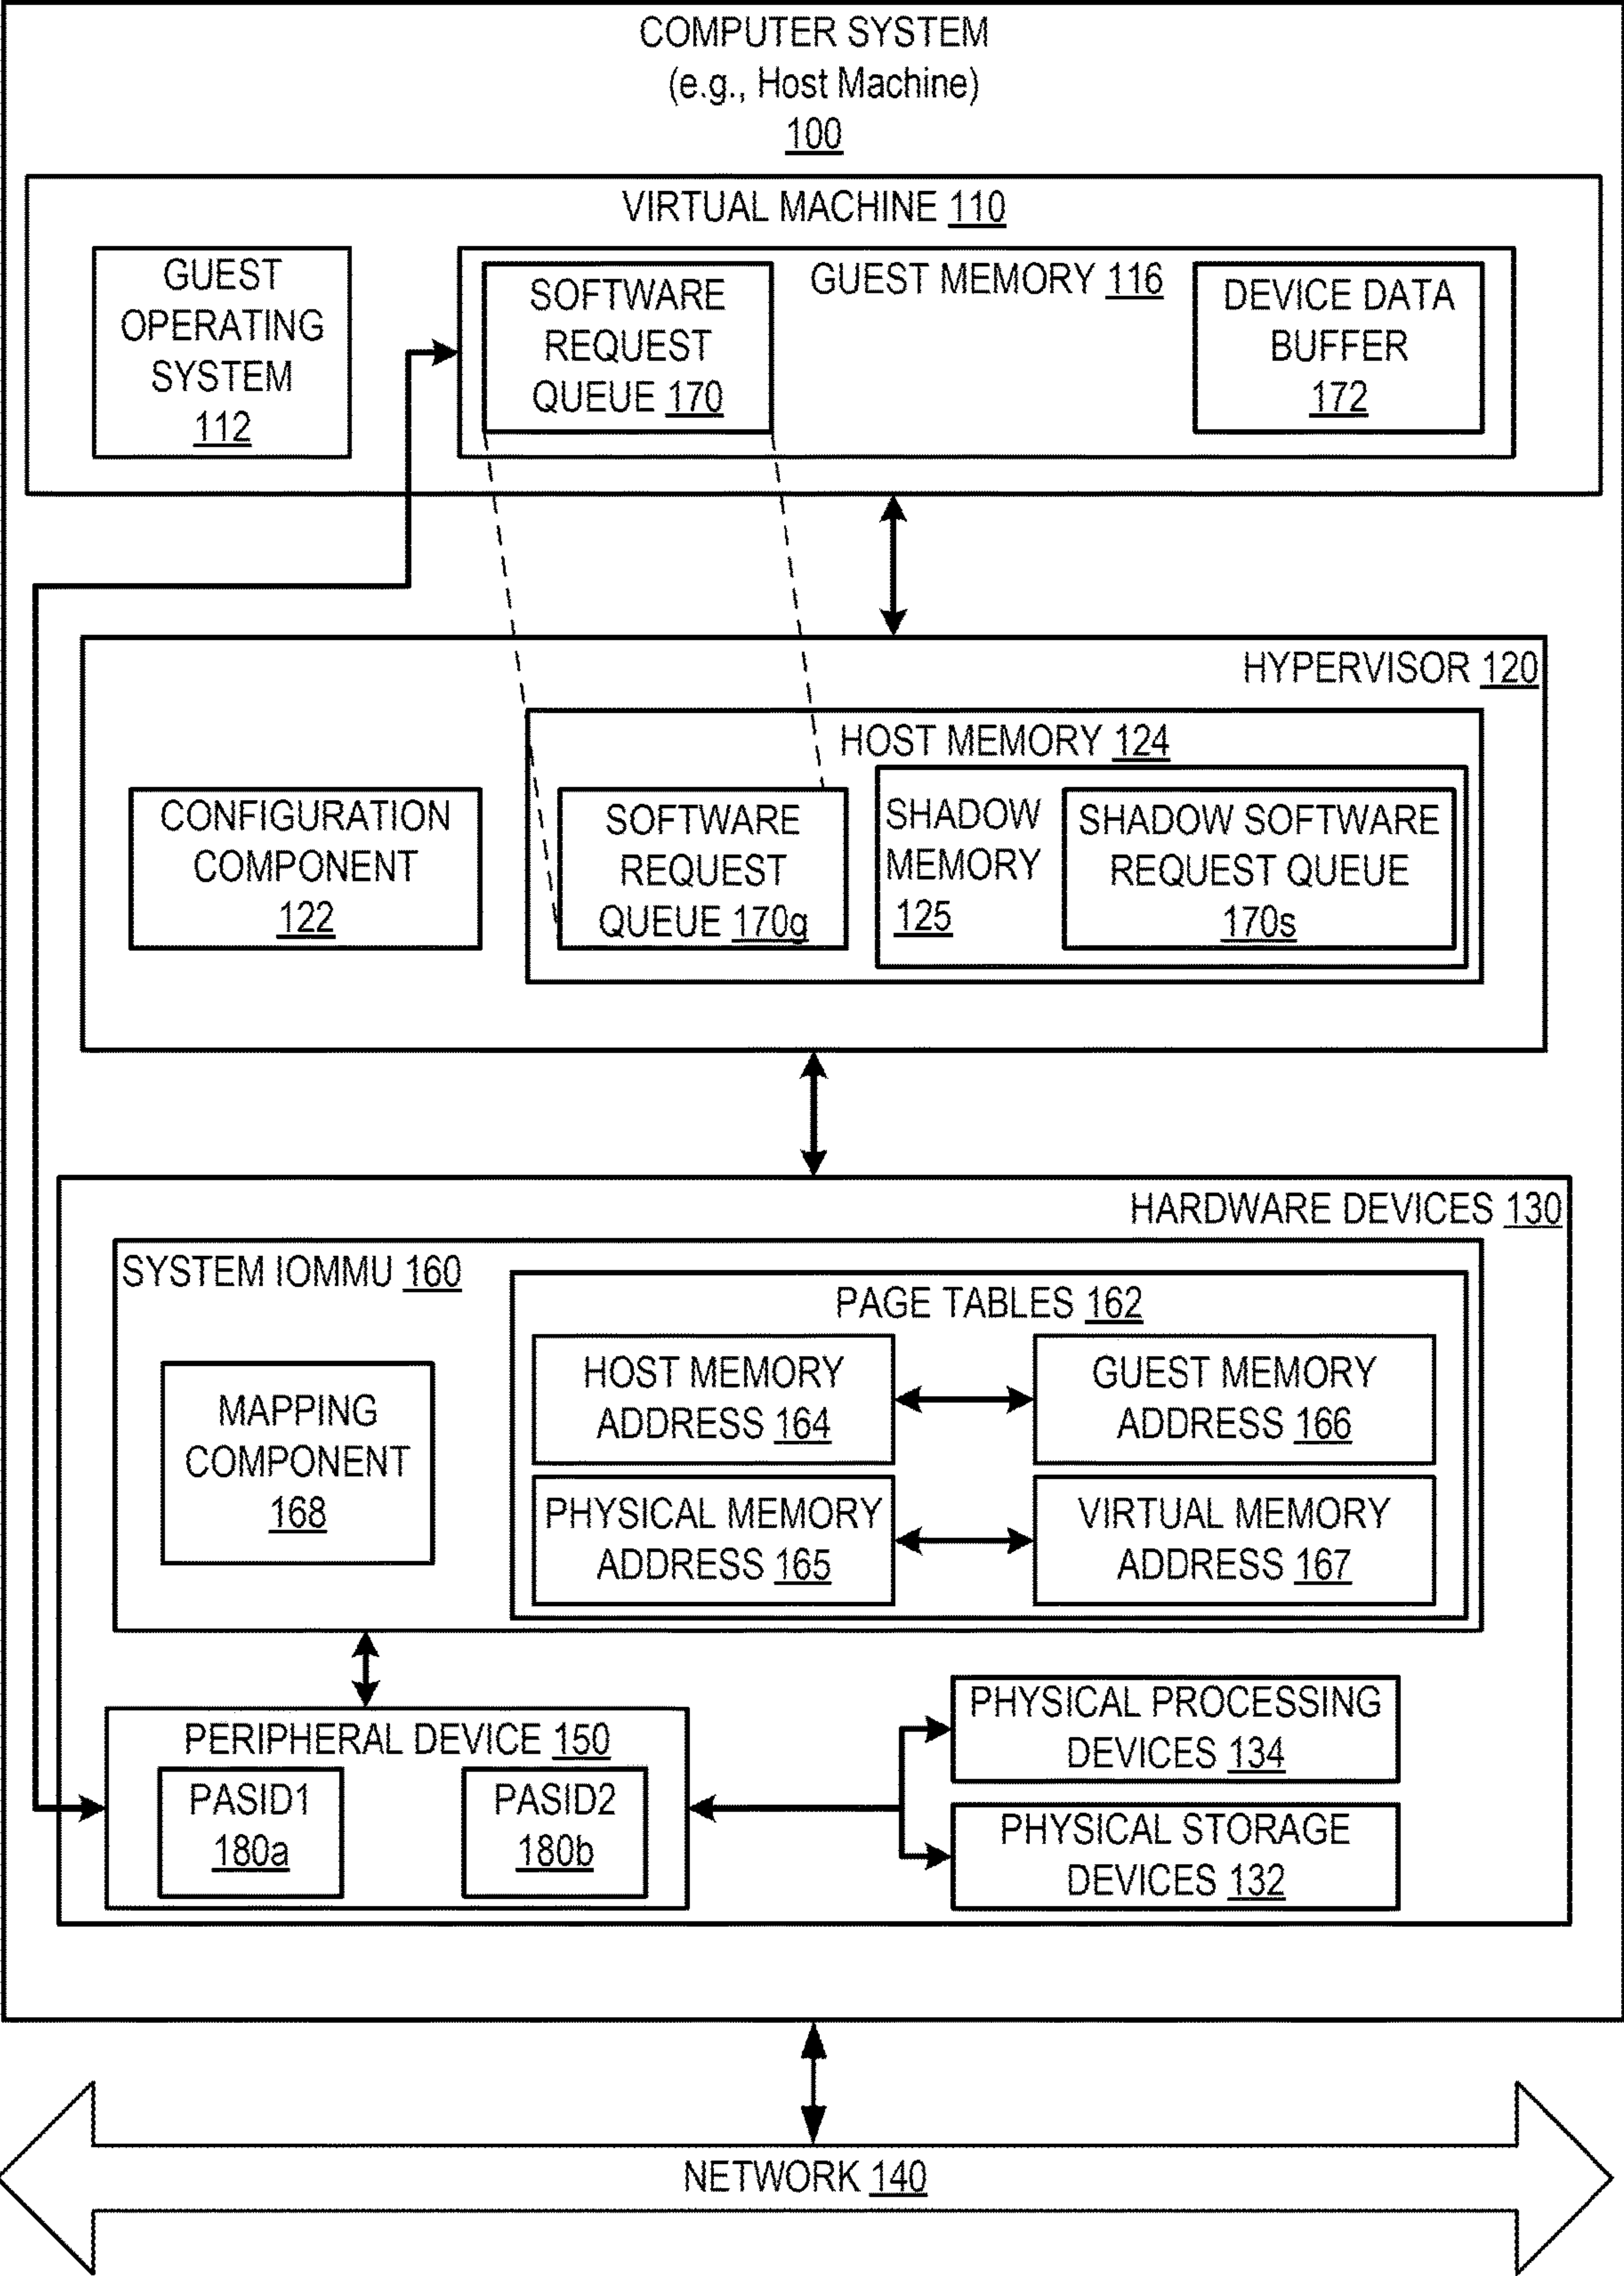 COMPUTER SYSTEM
(e.g., Host Machine)
100
VIRTUAL MACHINE 110
GUEST
OPERATING
SYSTEM
112
SOFTWARE
REQUEST
QUEUE 170
GUEST MEMORY 116
DEVICE DATA
BUFFER
172
HYPERVISOR 120
HOST MEMORY 124
CONFIGURATION
COMPONENT
122
SOFTWARE
REQUEST
QUEUE 170g
SHADOW
MEMORY
125
SHADOW SOFTWARE
REQUEST QUEUE
170s
HARDWARE DEVICES 130
SYSTEM IOMMU 160
PAGE TABLES 162
MAPPING
COMPONENT
168
HOST MEMORY
ADDRESS 164
GUEST MEMORY
ADDRESS 166
PHYSICAL MEMORY
ADDRESS 165
VIRTUAL MEMORY
ADDRESS 167
PERIPHERAL DEVICE 150
PASID1
180a
PASID2
180b
PHYSICAL PROCESSING
DEVICES 134
PHYSICAL STORAGE
DEVICES 132
NETWORK 140